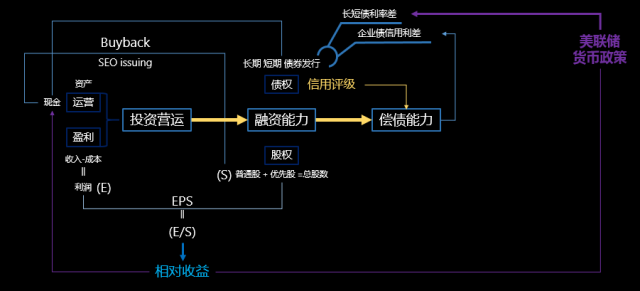 长短债利率差
企业债信用利差
美联储
货币政策
Buyback
SEO issuing
长期 短期 债券发行
资产
债权
信用评级
现金
运营
投资营运
融资能力
偿债能力
盈利
股权
收入-成本
=
利润 (E)
(S) 普通股 + 优先股 =总股数
EPS
=
(E/S)
相对收益